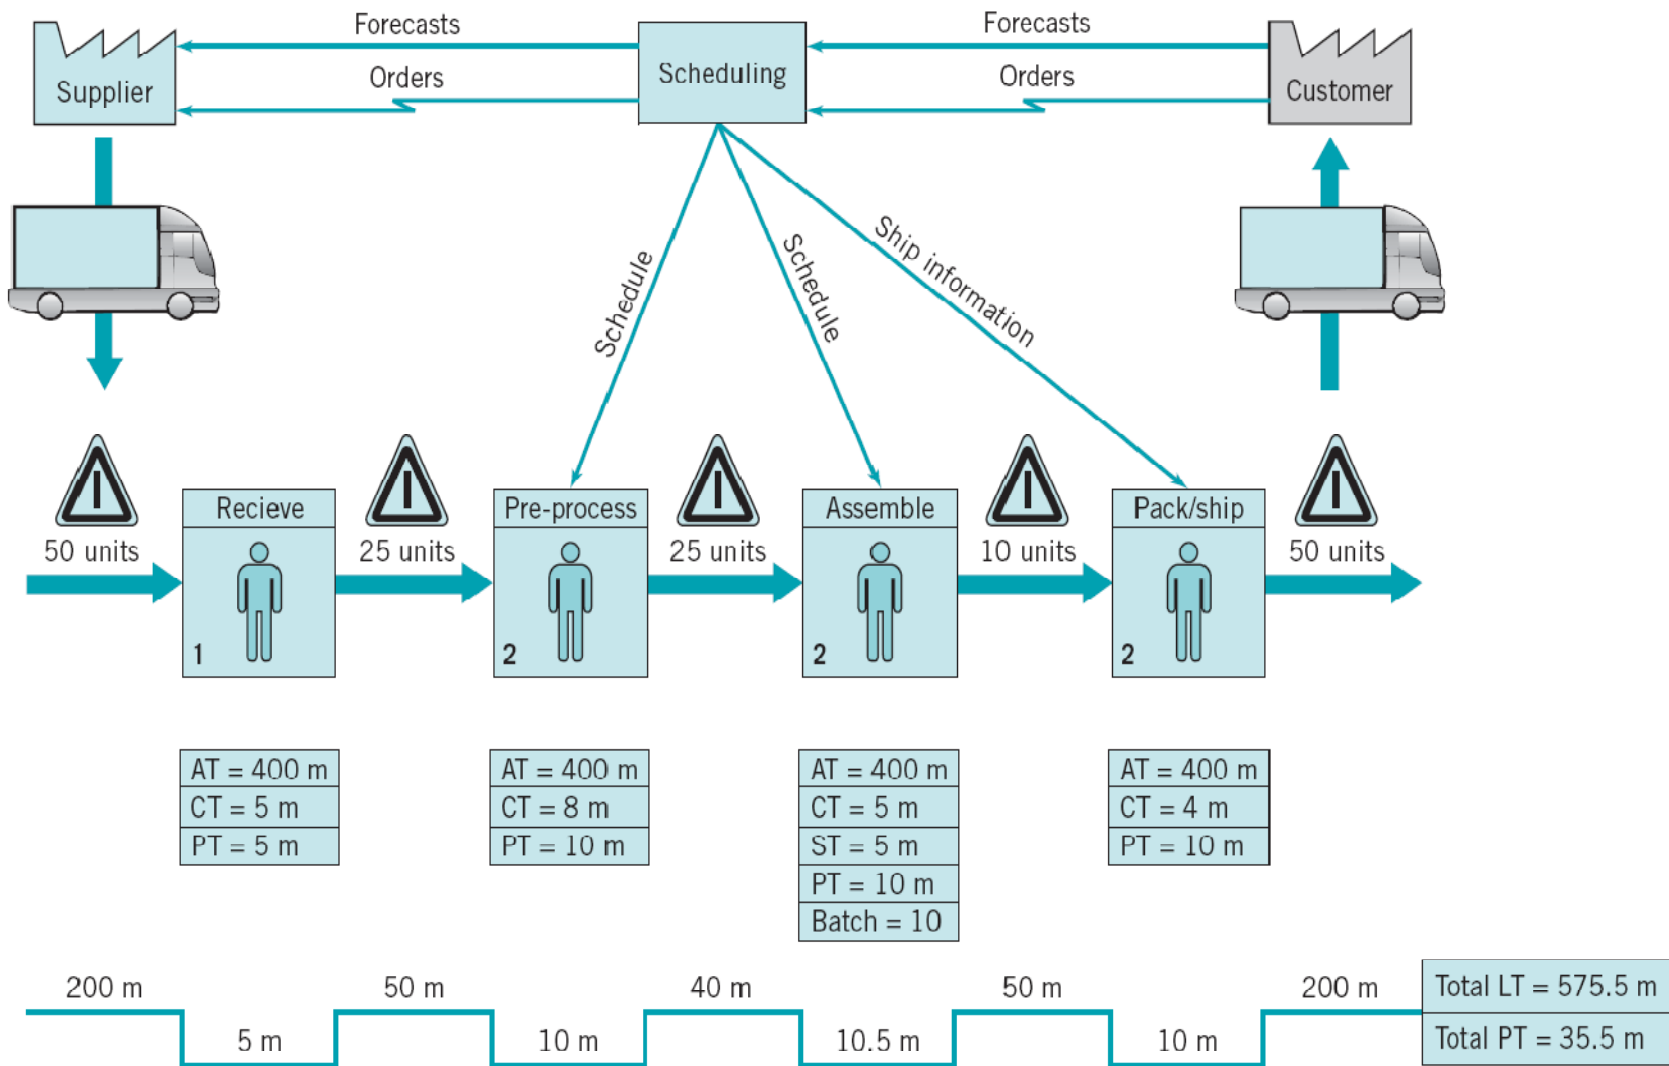 Forecasts
Forecasts
Supplier
Orders
Scheduling
Orders
Customer
Schedule
Schedule
Ship information
50 units
Recieve
25 units
Pre-process
25 units
Assemble
10 units
Pack/ship
50 units
1
2
2
2
AT = 400 m
CT = 5 m
PT = 5 m
AT = 400 m
CT = 8 m
PT = 10 m
AT = 400 m
CT = 5 m
ST = 5 m
PT = 10 m
Batch = 10
AT = 400 m
CT = 4 m
PT = 10 m
200 m
50 m
40 m
50 m
200 m
5 m
10 m
10.5 m
10 m
Total LT = 575.5 m
Total PT = 35.5 m